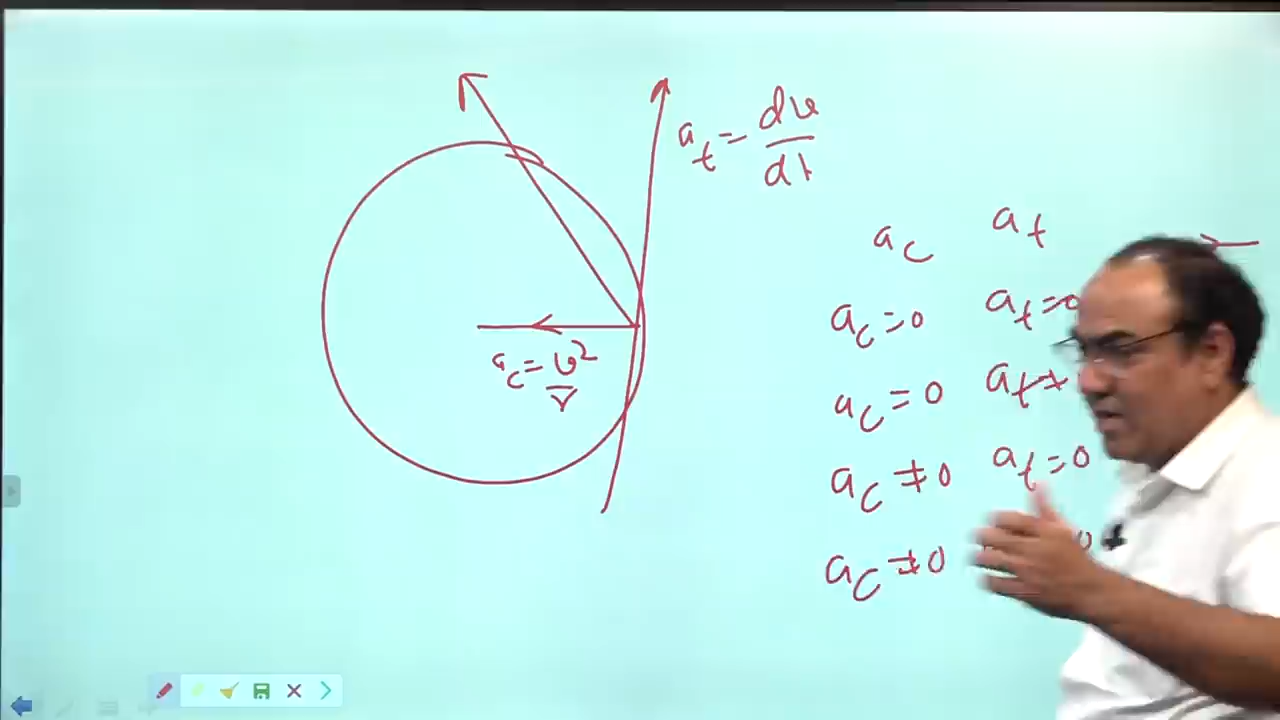 a_t = dv/dt
a_c = v²/r
a_c a_t
a_c = 0 a_t = 0
a_c = 0 a_t ≠
a_c ≠ 0 a_t = 0
a_c ≠ 0 0